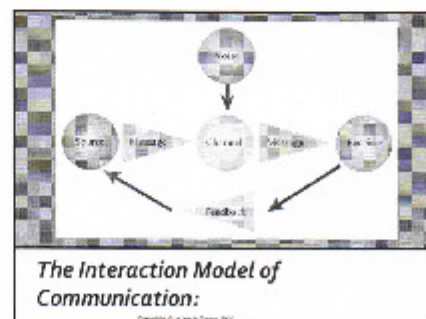 Noise
Source Message Channel Message Receiver
Feedback
The Interaction Model of
Communication: